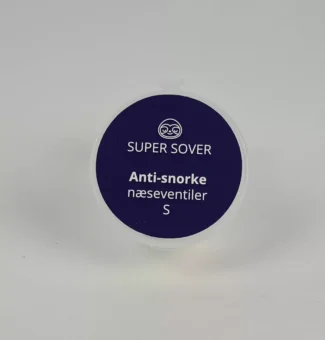 SUPER SOVER
Anti-snorke
næseventiler
S